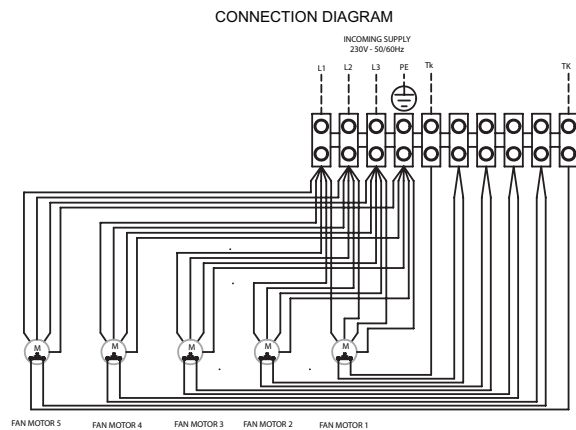 CONNECTION DIAGRAM
INCOMING SUPPLY
230V - 50/60Hz
L1 L2 L3 PE Tk TK
M M M M M
FAN MOTOR 5 FAN MOTOR 4 FAN MOTOR 3 FAN MOTOR 2 FAN MOTOR 1